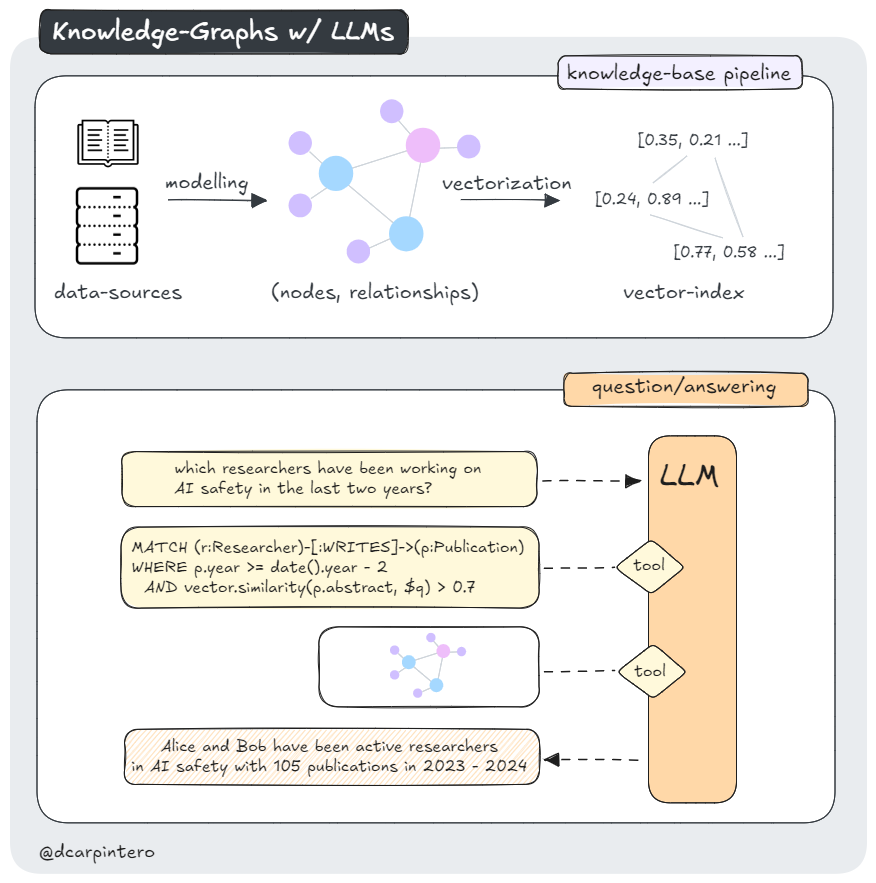 Knowledge-Graphs w/ LLMs
knowledge-base pipeline
modelling
vectorization
[0.35, 0.21 ...]
[0.24, 0.89 ...]
[0.77, 0.58 ...]
data-sources
(nodes, relationships)
vector-index
question/answering
which researchers have been working on
AI safety in the last two years?
LLM
MATCH (r:Researcher)-[:WRITES]->(p:Publication)
WHERE p.year >= date().year - 2
AND vector.similarity(p.abstract, $q) > 0.7
tool
tool
Alice and Bob have been active researchers
in AI safety with 105 publications in 2023 - 2024
@dcarpintero